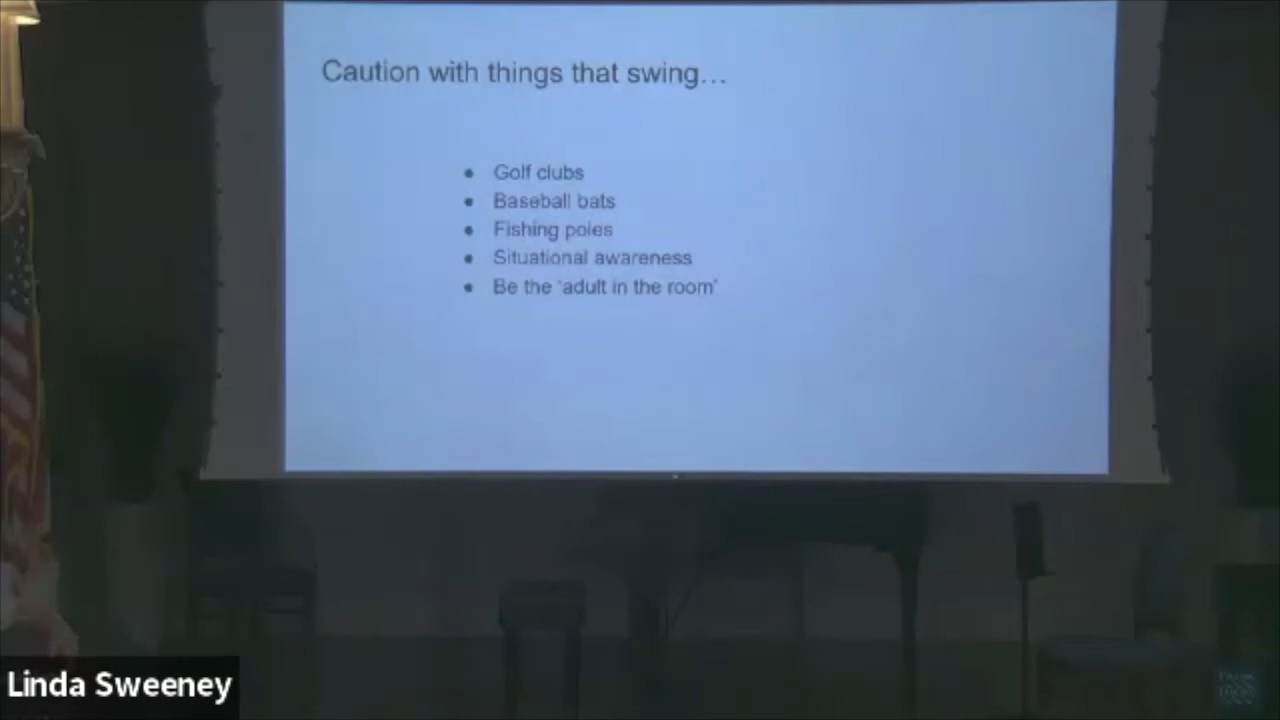 Caution with things that swing…
● Golf clubs
● Baseball bats
● Fishing poles
● Situational awareness
● Be the ‘adult in the room’
Linda Sweeney